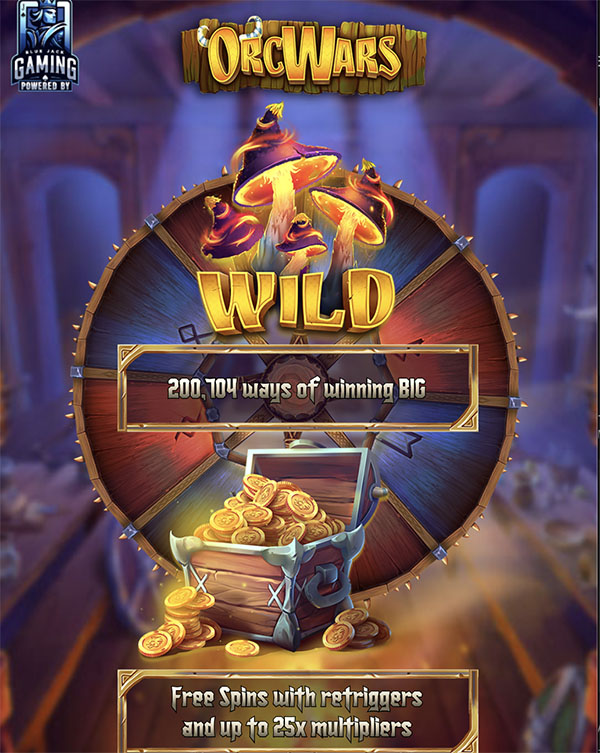 BLUE JACK
GAMING
POWERED BY
OrcWars
WILD
200,704 ways of winning BIG
Free Spins with retriggers
and up to 25x multipliers